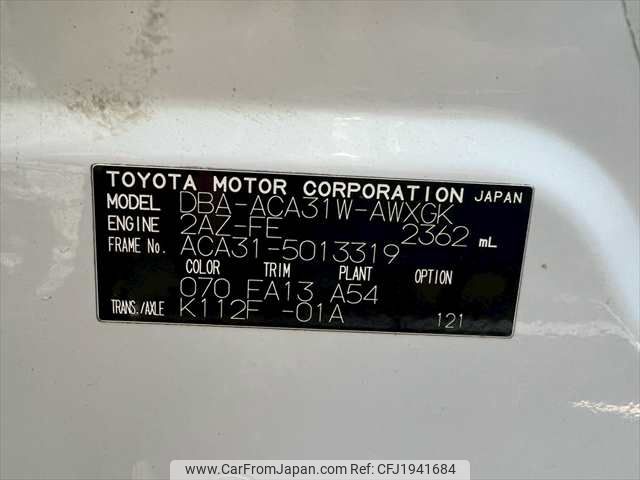 TOYOTA MOTOR CORPORATION JAPAN
MODEL DBA-ACA31W-AWXGK
ENGINE 2AZ-FE 2362 mL
FRAME No. ACA31-5013319
COLOR TRIM PLANT OPTION
070 FA13 A54
TRANS./AXLE K112F -01A 121
www.CarFromJapan.com - CFJ1941684